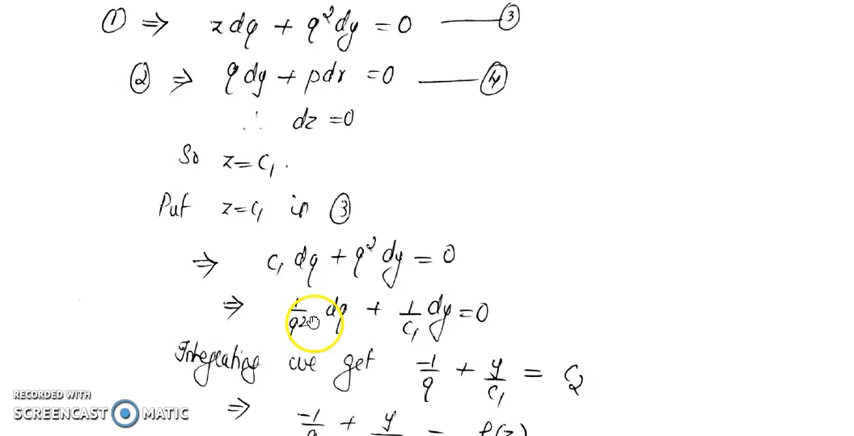 ① ⇒ z dq + q² dy = 0 —— ③
② ⇒ q dy + p dx = 0 —— ④
∴ dz = 0
So z = c₁.
Put z = c₁ in ③
⇒ c₁ dq + q² dy = 0
⇒ 1/q² dq + 1/c₁ dy = 0
Integrating we get -1/q + y/c₁ = c₂
RECORDED WITH
SCREENCAST MATIC
⇒ -1/q + y/ = f(z)